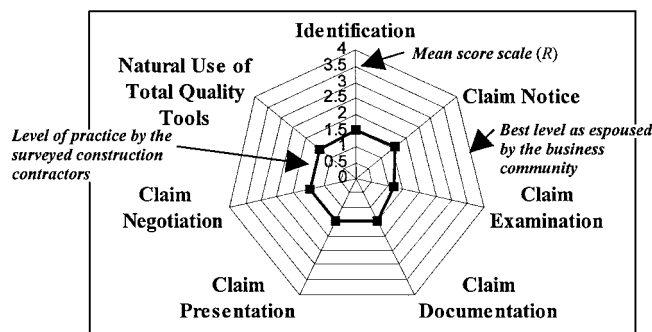 Identification
4
3.5
3
2.5
2
1.5
1
0.5
0
Mean score scale (R)
Natural Use of
Total Quality
Tools
Claim Notice
Level of practice by the
surveyed construction
contractors
Best level as espoused
by the business
community
Claim
Negotiation
Claim
Examination
Claim
Presentation
Claim
Documentation